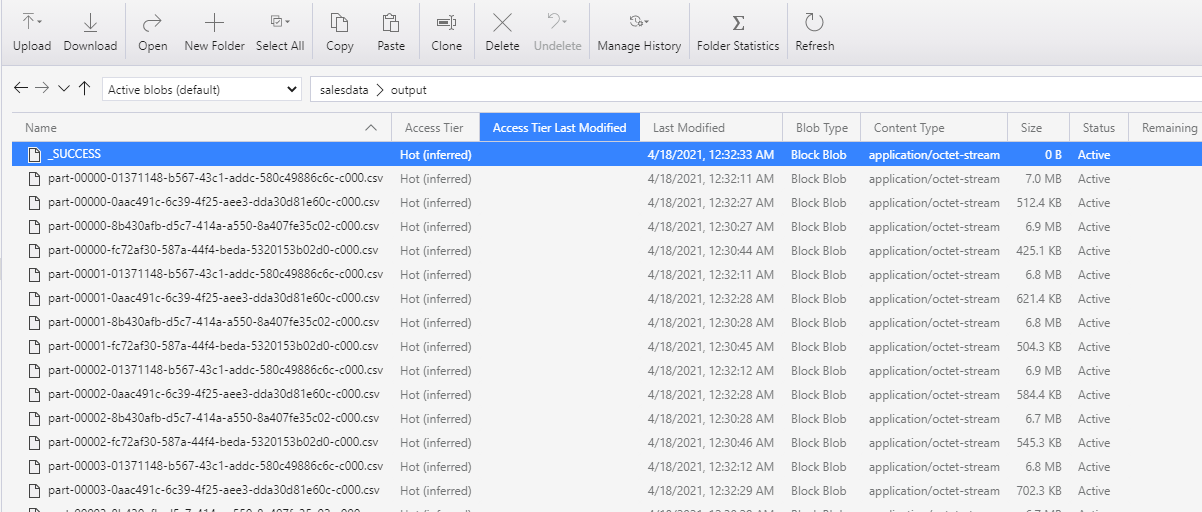 Upload Download Open New Folder Select All Copy Paste Clone Delete Undelete Manage History Folder Statistics Refresh
Active blobs (default) salesdata > output
Name Access Tier Access Tier Last Modified Last Modified Blob Type Content Type Size Status Remaining
_SUCCESS Hot (inferred) 4/18/2021, 12:32:33 AM Block Blob application/octet-stream 0 B Active
part-00000-01371148-b567-43c1-addc-580c49886c6c-c000.csv Hot (inferred) 4/18/2021, 12:32:11 AM Block Blob application/octet-stream 7.0 MB Active
part-00000-0aac491c-6c39-4f25-aee3-dda30d81e60c-c000.csv Hot (inferred) 4/18/2021, 12:32:27 AM Block Blob application/octet-stream 512.4 KB Active
part-00000-8b430afb-d5c7-414a-a550-8a407fe35c02-c000.csv Hot (inferred) 4/18/2021, 12:30:27 AM Block Blob application/octet-stream 6.9 MB Active
part-00000-fc72af30-587a-44f4-beda-5320153b02d0-c000.csv Hot (inferred) 4/18/2021, 12:30:44 AM Block Blob application/octet-stream 425.1 KB Active
part-00001-01371148-b567-43c1-addc-580c49886c6c-c000.csv Hot (inferred) 4/18/2021, 12:32:11 AM Block Blob application/octet-stream 6.8 MB Active
part-00001-0aac491c-6c39-4f25-aee3-dda30d81e60c-c000.csv Hot (inferred) 4/18/2021, 12:32:28 AM Block Blob application/octet-stream 621.4 KB Active
part-00001-8b430afb-d5c7-414a-a550-8a407fe35c02-c000.csv Hot (inferred) 4/18/2021, 12:30:28 AM Block Blob application/octet-stream 6.8 MB Active
part-00001-fc72af30-587a-44f4-beda-5320153b02d0-c000.csv Hot (inferred) 4/18/2021, 12:30:45 AM Block Blob application/octet-stream 504.3 KB Active
part-00002-01371148-b567-43c1-addc-580c49886c6c-c000.csv Hot (inferred) 4/18/2021, 12:32:12 AM Block Blob application/octet-stream 6.9 MB Active
part-00002-0aac491c-6c39-4f25-aee3-dda30d81e60c-c000.csv Hot (inferred) 4/18/2021, 12:32:28 AM Block Blob application/octet-stream 584.4 KB Active
part-00002-8b430afb-d5c7-414a-a550-8a407fe35c02-c000.csv Hot (inferred) 4/18/2021, 12:30:28 AM Block Blob application/octet-stream 6.7 MB Active
part-00002-fc72af30-587a-44f4-beda-5320153b02d0-c000.csv Hot (inferred) 4/18/2021, 12:30:46 AM Block Blob application/octet-stream 545.3 KB Active
part-00003-01371148-b567-43c1-addc-580c49886c6c-c000.csv Hot (inferred) 4/18/2021, 12:32:12 AM Block Blob application/octet-stream 6.8 MB Active
part-00003-0aac491c-6c39-4f25-aee3-dda30d81e60c-c000.csv Hot (inferred) 4/18/2021, 12:32:29 AM Block Blob application/octet-stream 702.3 KB Active